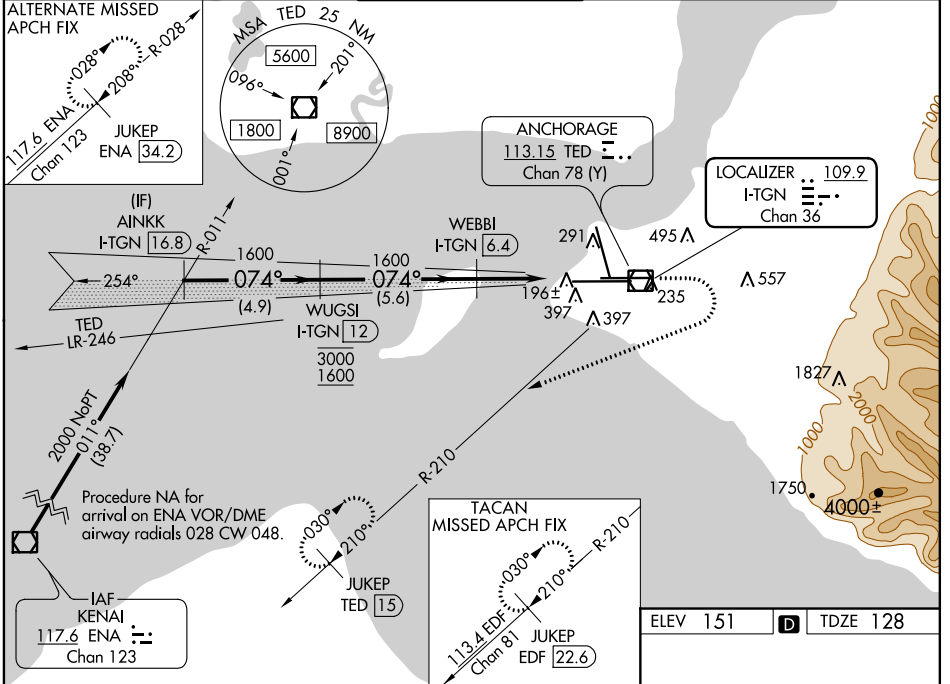 ALTERNATE MISSED
APCH FIX
R-028
028°
208°
117.6 ENA
Chan 123
JUKEP
ENA 34.2
MSA TED 25 NM
5600
096°
201°
1800
8900
001°
ANCHORAGE
113.15 TED
Chan 78 (Y)
LOCALIZER 109.9
I-TGN
Chan 36
(IF)
AINKK
I-TGN 16.8
R-011
WEBBI
I-TGN 6.4
291
495
1600
1600
254°
074°
074°
(4.9)
(5.6)
196±
235
557
397
397
WUGSI
I-TGN 12
3000
1600
TED
LR-246
1000
1827
2000
1000
1750
4000±
2000 NoPT
011°
(38.7)
R-210
Procedure NA for
arrival on ENA VOR/DME
airway radials 028 CW 048.
030°
210°
JUKEP
TED 15
TACAN
MISSED APCH FIX
R-210
030°
210°
113.4 EDF
Chan 81
JUKEP
EDF 22.6
IAF
KENAI
117.6 ENA
Chan 123
ELEV 151 D TDZE 128